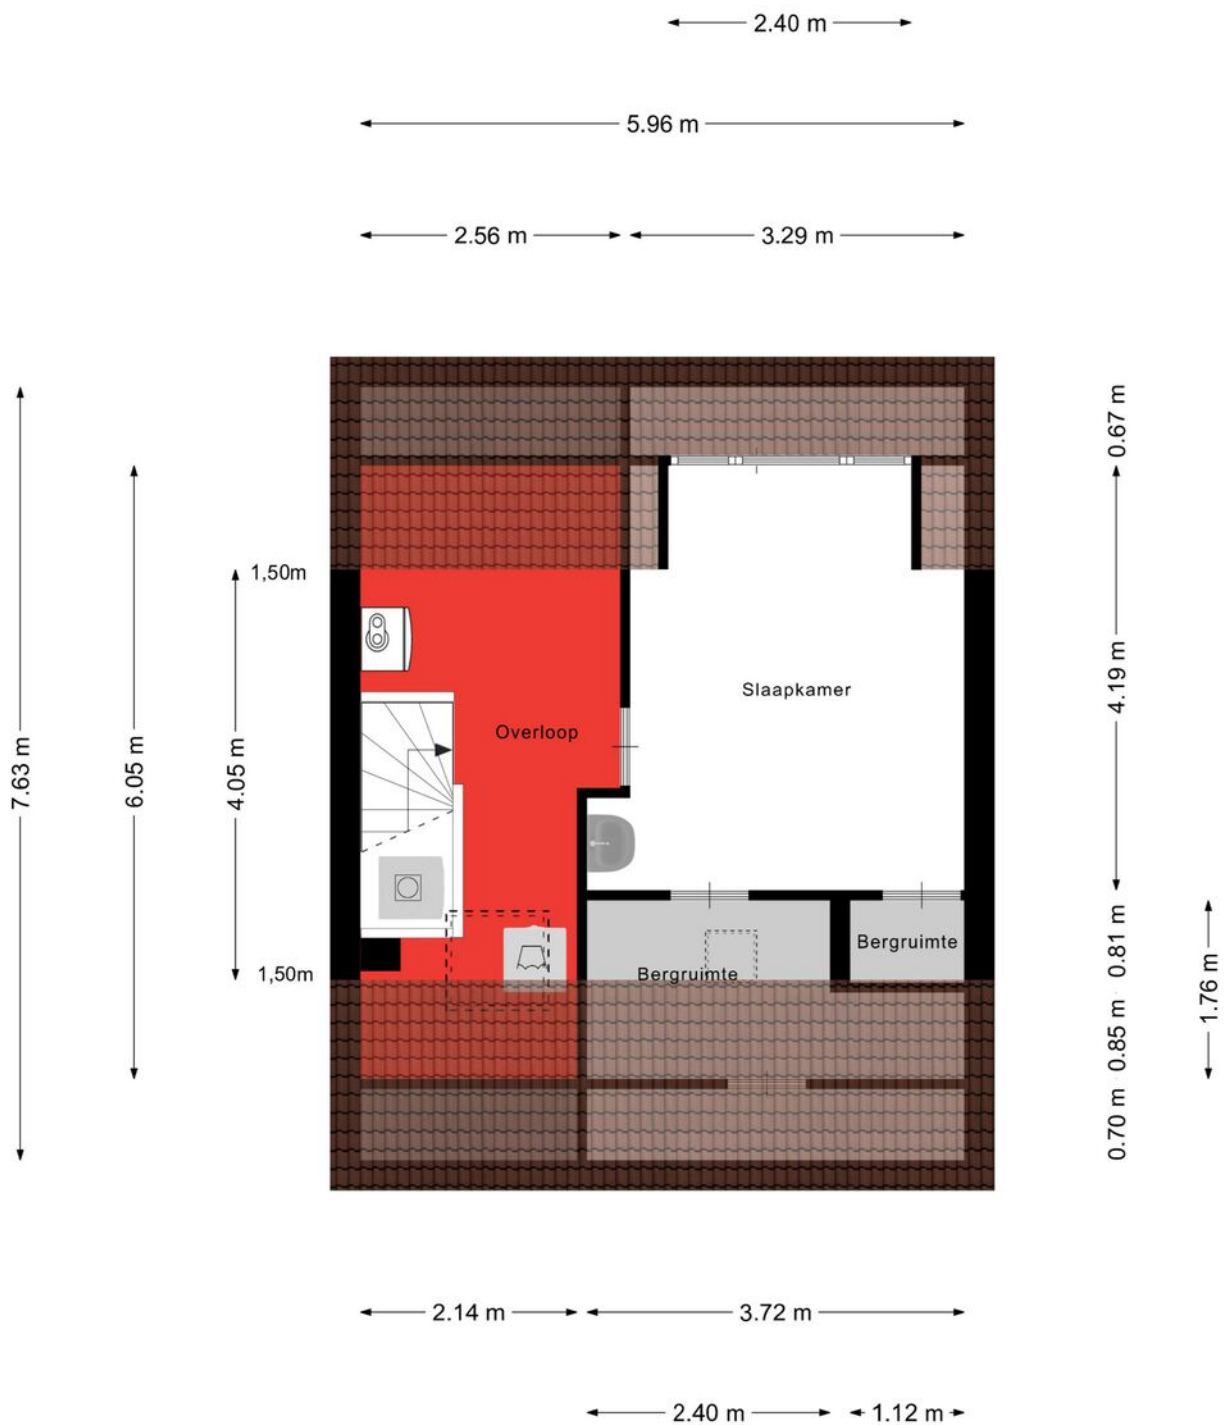 2.40 m
5.96 m
2.56 m
3.29 m
0.67 m
1,50m
4.19 m
Slaapkamer
Overloop
7.63 m
6.05 m
4.05 m
Bergruimte
0.81 m
Bergruimte
1,50m
1.76 m
0.85 m
0.70 m
2.14 m
3.72 m
2.40 m
1.12 m